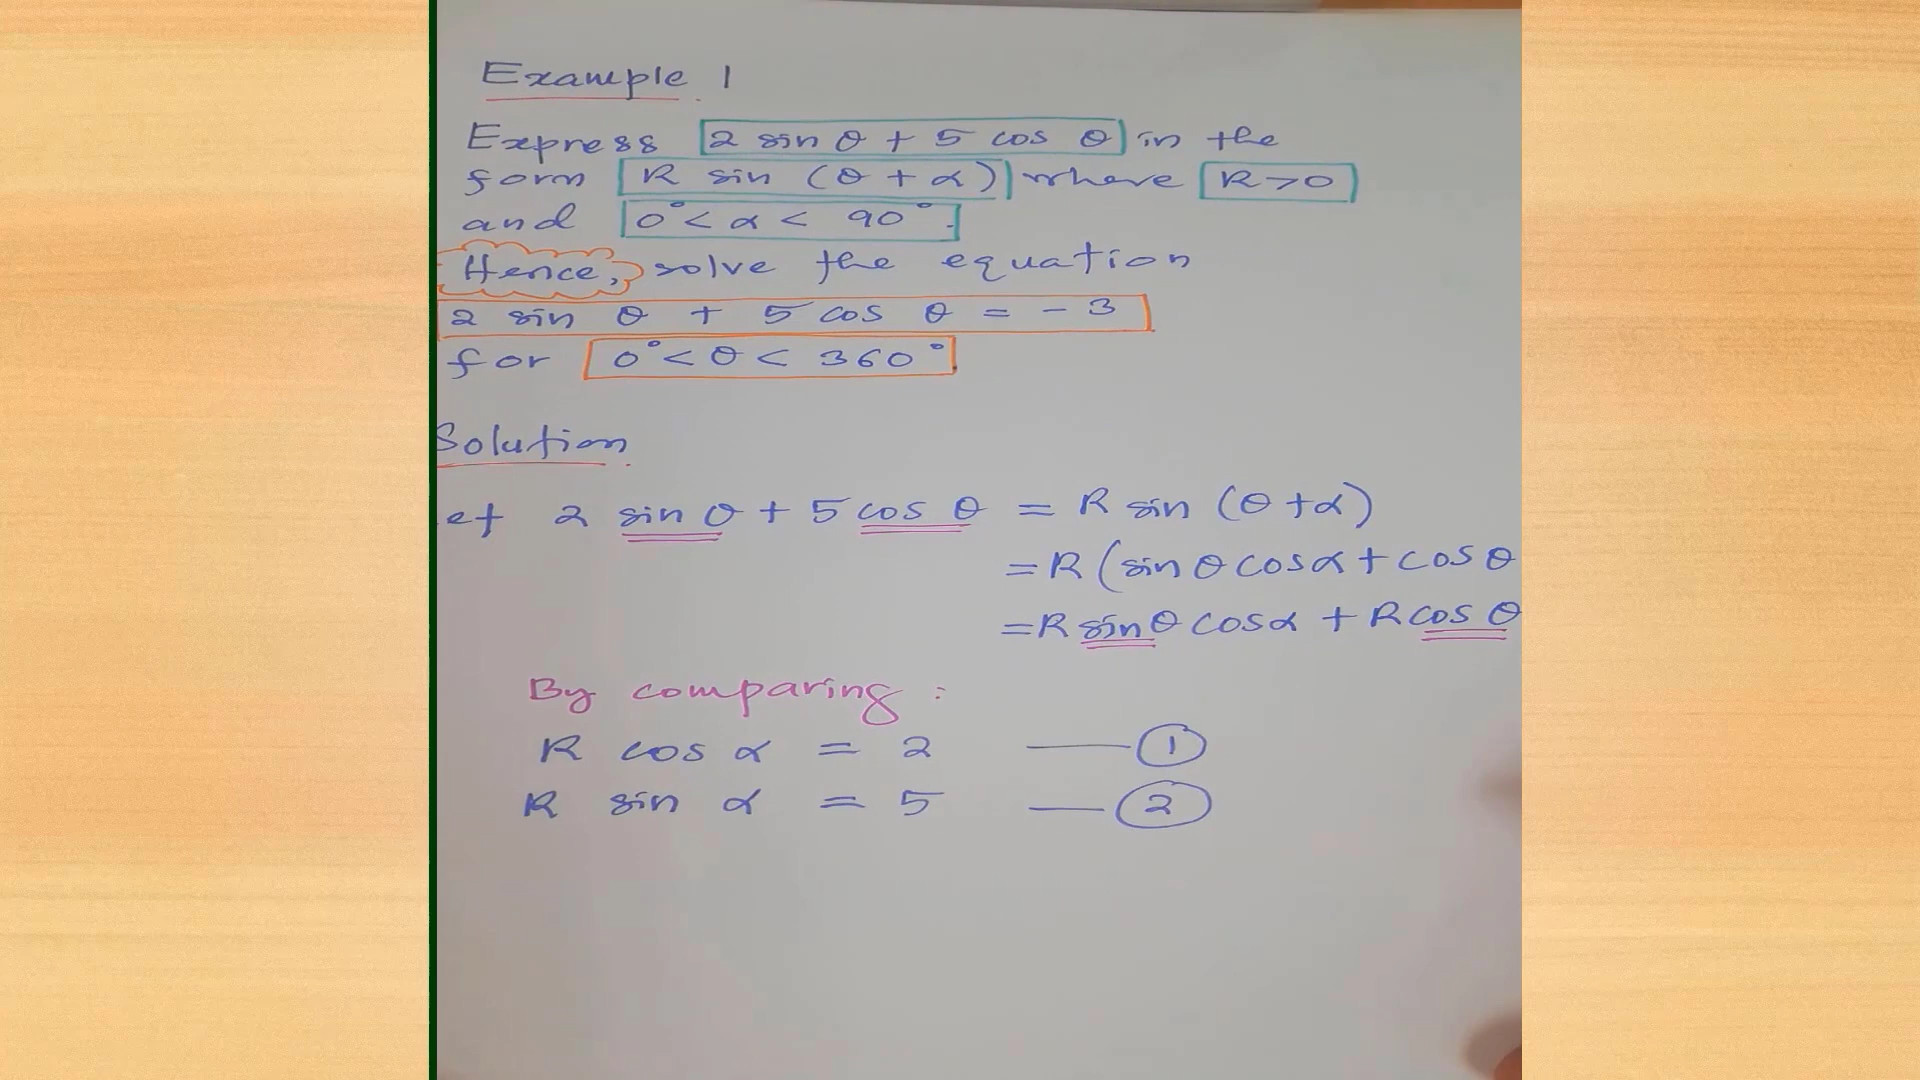 Example 1
Express 2 sin θ + 5 cos θ in the
form R sin (θ + α) where R > 0
and 0° < α < 90°.
Hence, solve the equation
2 sin θ + 5 cos θ = - 3
for 0° < θ < 360°.
Solution
et 2 sin θ + 5 cos θ = R sin (θ + α)
= R (sin θ cos α + cos θ
= R sin θ cos α + R cos θ
By comparing :
R cos α = 2 —— ①
R sin α = 5 —— ②